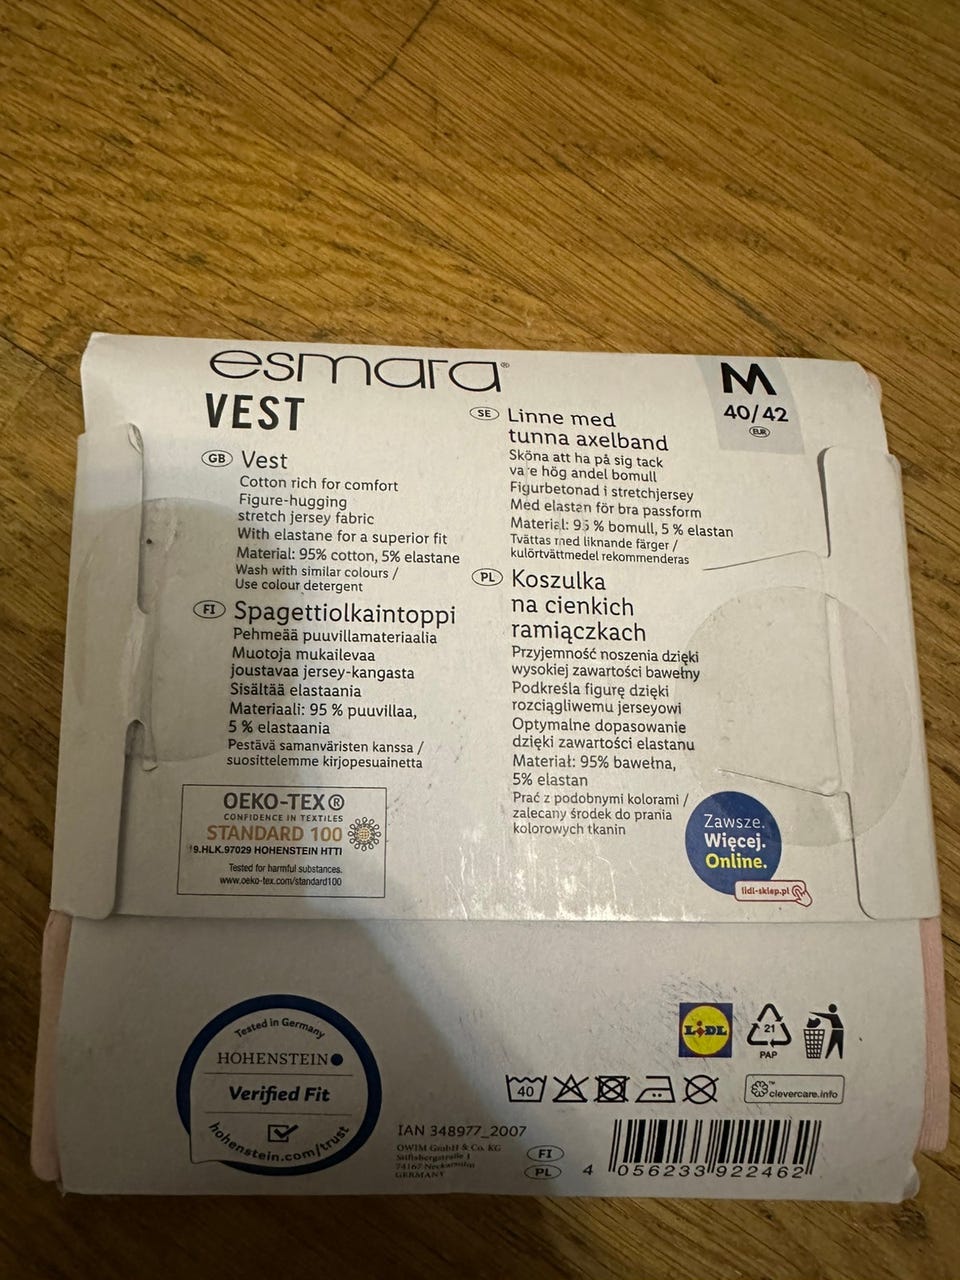 esmara®
VEST
M
40/42
EUR
GB Vest
Cotton rich for comfort
Figure-hugging
stretch jersey fabric
With elastane for a superior fit
Material: 95% cotton, 5% elastane
Wash with similar colours /
Use colour detergent
FI Spagettiolkaintoppi
Pehmeää puuvillamateriaalia
Muotoja mukailevaa
joustavaa jersey-kangasta
Sisältää elastaania
Materiaali: 95 % puuvillaa,
5 % elastaania
Pestävä samanväristen kanssa /
suosittelemme kirjopesuainetta
SE Linne med
tunna axelband
Sköna att ha på sig tack
vare hög andel bomull
Figurbetonad i stretchjersey
Med elastan för bra passform
Material: 95 % bomull, 5 % elastan
Tvättas med liknande färger /
kulörtvättmedel rekommenderas
PL Koszulka
na cienkich
ramiączkach
Przyjemność noszenia dzięki
wysokiej zawartości bawełny
Podkreśla figurę dzięki
rozciągliwemu jerseyowi
Optymalne dopasowanie
dzięki zawartości elastanu
Materiał: 95% bawełna,
5% elastan
Prać z podobnymi kolorami /
zalecany środek do prania
kolorowych tkanin
OEKO-TEX®
CONFIDENCE IN TEXTILES
STANDARD 100
19.HLK.97029 HOHENSTEIN HTTI
Tested for harmful substances.
www.oeko-tex.com/standard100
Zawsze.
Więcej.
Online.
lidl-sklep.pl
Tested in Germany
HOHENSTEIN
Verified Fit
hohenstein.com/trust
LIDL
21
PAP
40
clevercare.info
IAN 348977_2007
OWIM GmbH & Co. KG
Stiftsbergstraße 1
74167 Neckarsulm
GERMANY
FI
PL
4 056233 922462